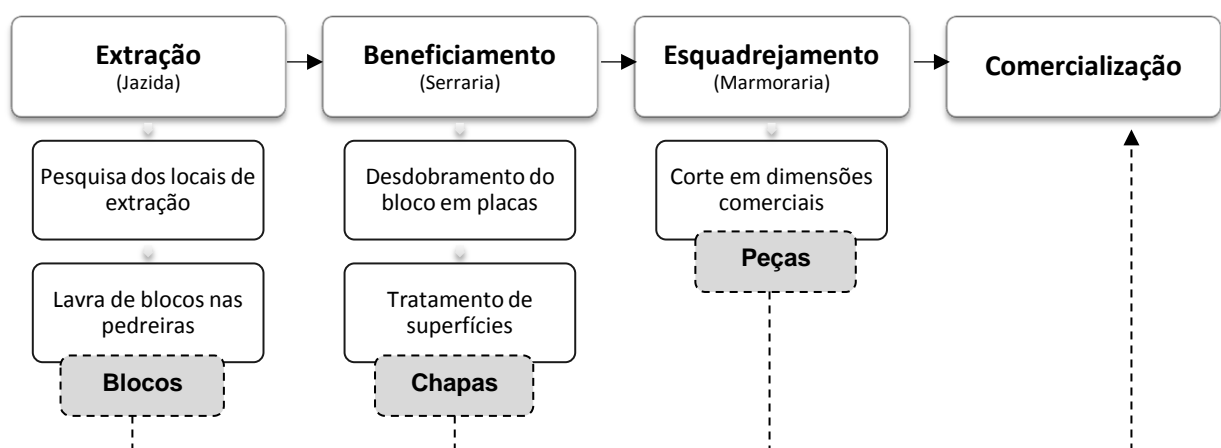 Extração
(Jazida)
Beneficiamento
(Serraria)
Esquadrejamento
(Marmoraria)
Comercialização
Pesquisa dos locais de
extração
Desdobramento do
bloco em placas
Corte em dimensões
comerciais
Peças
Lavra de blocos nas
pedreiras
Tratamento de
superfícies
Blocos
Chapas